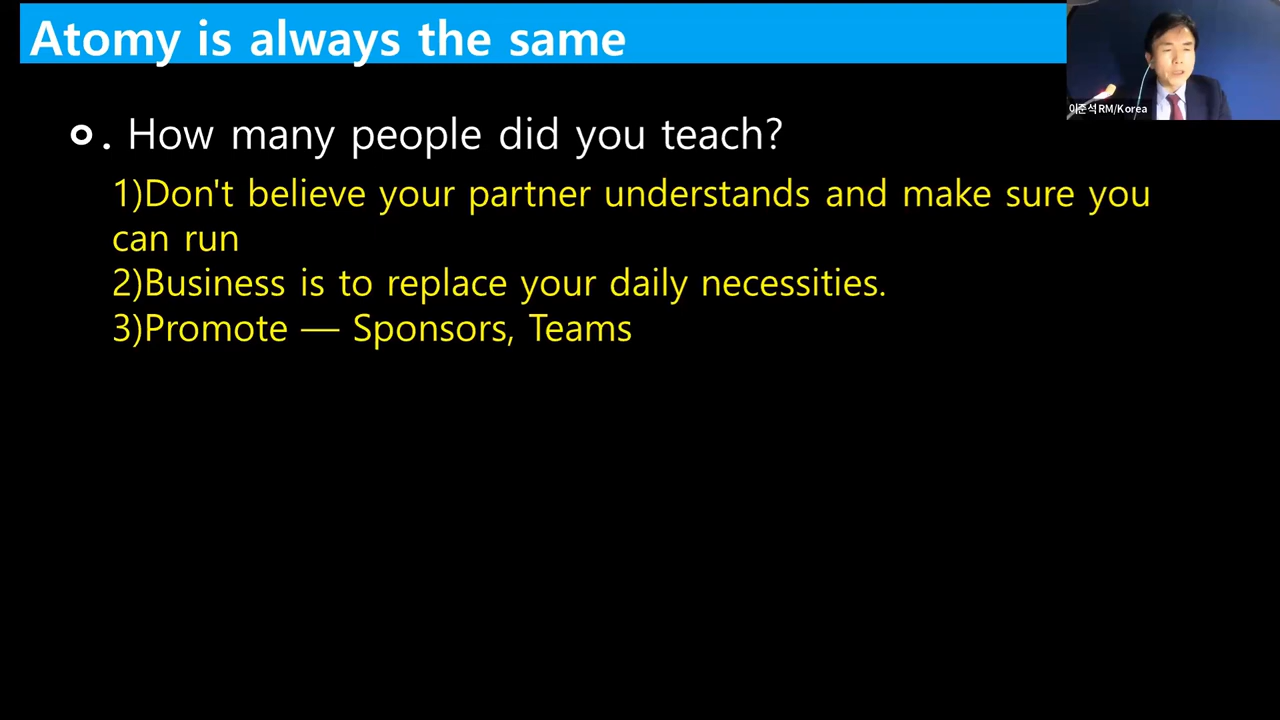 Atomy is always the same
이준석RM/Korea
. How many people did you teach?
1)Don't believe your partner understands and make sure you
can run
2)Business is to replace your daily necessities.
3)Promote — Sponsors, Teams